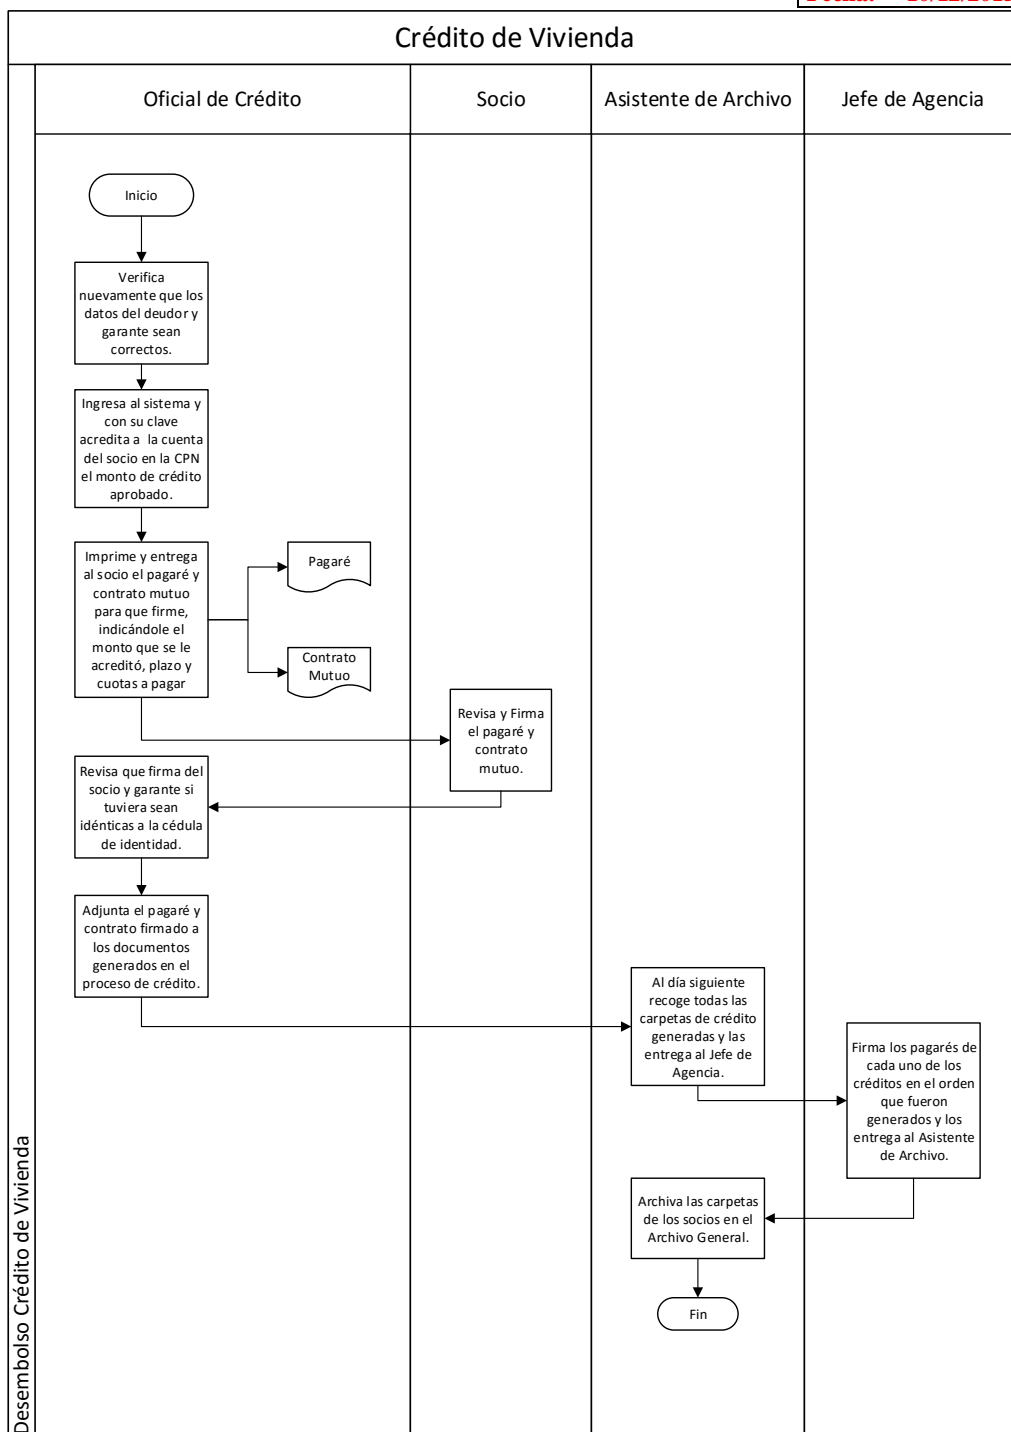 Crédito de Vivienda
Oficial de Crédito
Socio
Asistente de Archivo
Jefe de Agencia
Inicio
Verifica
nuevamente que los
datos del deudor y
garante sean
correctos.
Ingresa al sistema y
con su clave
acredita a la cuenta
del socio en la CPN
el monto de crédito
aprobado.
Imprime y entrega
al socio el pagaré y
contrato mutuo
para que firme,
indicándole el
monto que se le
acreditó, plazo y
cuotas a pagar
Pagaré
Contrato
Mutuo
Revisa y Firma
el pagaré y
contrato
mutuo.
Revisa que firma del
socio y garante si
tuviera sean
idénticas a la cédula
de identidad.
Adjunta el pagaré y
contrato firmado a
los documentos
generados en el
proceso de crédito.
Al día siguiente
recoge todas las
carpetas de crédito
generadas y las
entrega al Jefe de
Agencia.
Firma los pagarés de
cada uno de los
créditos en el orden
que fueron
generados y los
entrega al Asistente
de Archivo.
Archiva las carpetas
de los socios en el
Archivo General.
Fin
Desembolso Crédito de Vivienda